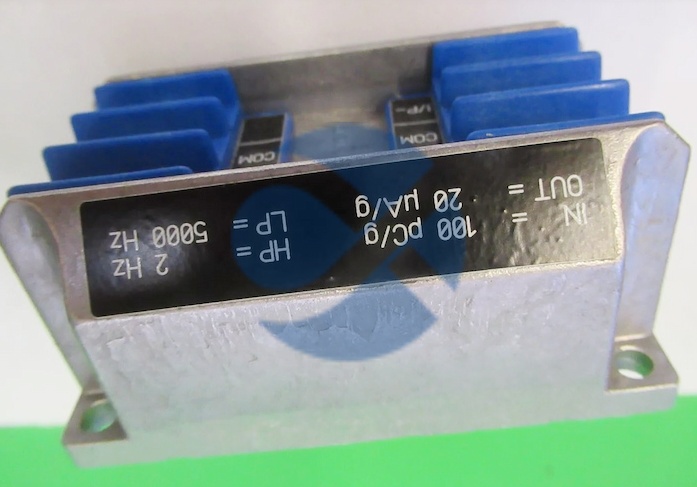 HP = 2 Hz
LP = 5000 Hz
IN = 100 pC/g
OUT = 20 µA/g
COM
COM
I/P=